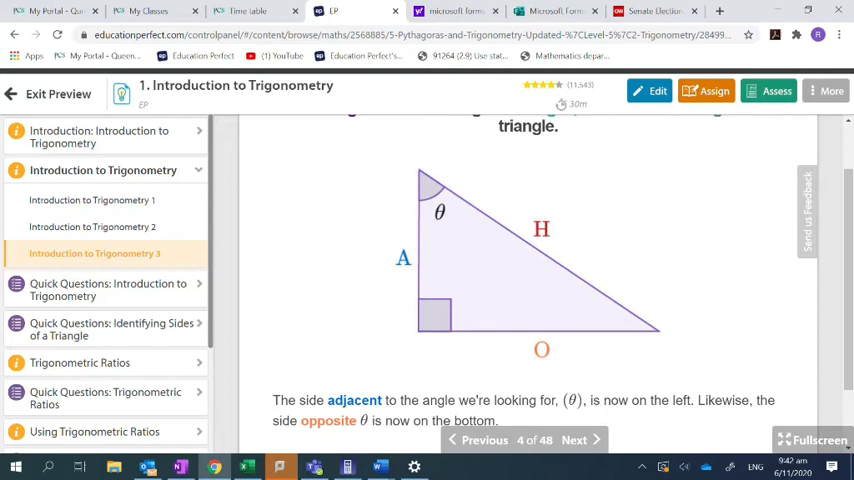 My Portal - Queen
My Classes
Time table
EP
microsoft forms
Microsoft Form
Senate Election
educationperfect.com/controlpanel/#/content/browse/maths/2568885/5-Pythagoras-and-Trigonometry-Updated-%7CLevel-5%7C2-Trigonometry/28499...
Apps
My Portal - Queen...
Education Perfect
(1) YouTube
Education Perfect's...
91264 (2.9) Use stat...
Mathematics depar...
Exit Preview
1. Introduction to Trigonometry
EP
(11,543)
30m
Edit
Assign
Assess
More
Introduction: Introduction to
Trigonometry
Introduction to Trigonometry
Introduction to Trigonometry 1
Introduction to Trigonometry 2
Introduction to Trigonometry 3
Quick Questions: Introduction to
Trigonometry
Quick Questions: Identifying Sides
of a Triangle
Trigonometric Ratios
Quick Questions: Trigonometric
Ratios
Using Trigonometric Ratios
triangle.
θ
H
A
O
The side adjacent to the angle we're looking for, (θ), is now on the left. Likewise, the
side opposite θ is now on the bottom.
Previous 4 of 48 Next
Fullscreen
Send us Feedback
ENG
9:42 am
6/11/2020